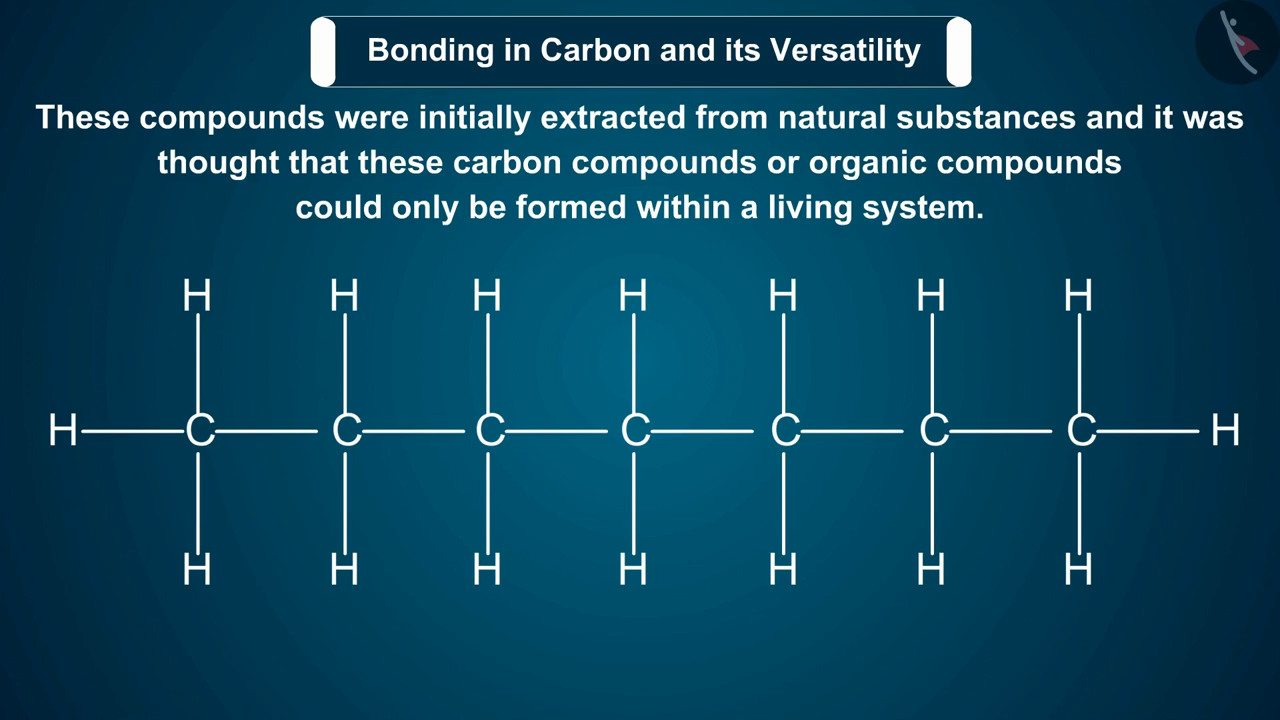 Bonding in Carbon and its Versatility
These compounds were initially extracted from natural substances and it was
thought that these carbon compounds or organic compounds
could only be formed within a living system.
H H H H H H H
H C C C C C C C H
H H H H H H H